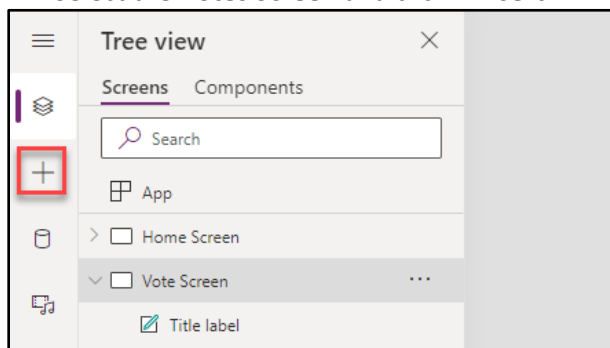 Tree view
Screens Components
Search
App
Home Screen
Vote Screen
Title label